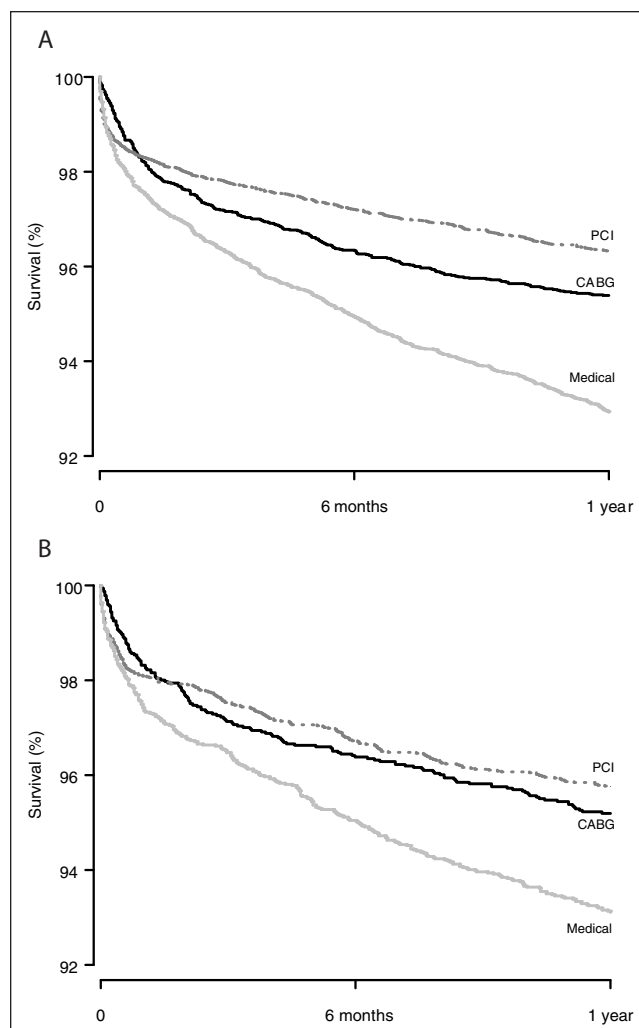 A
100
98
96
94
92
Survival (%)
PCI
CABG
Medical
0 6 months 1 year
B
100
98
96
94
92
Survival (%)
PCI
CABG
Medical
0 6 months 1 year